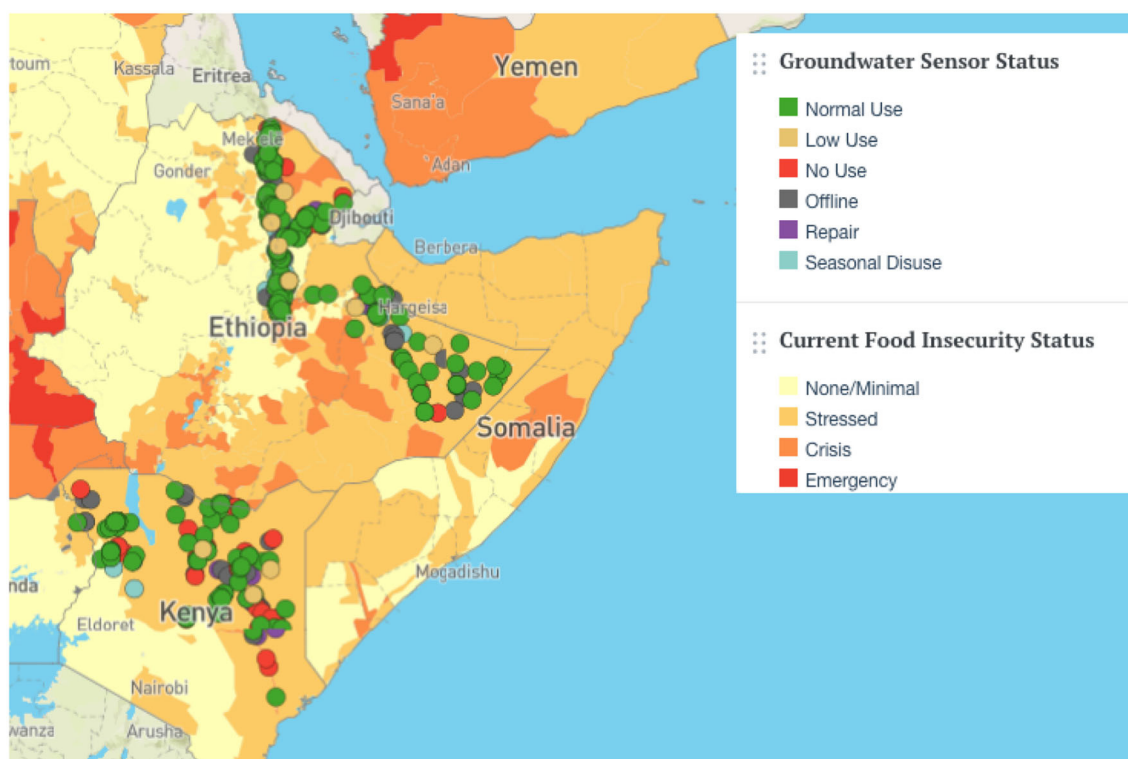 Groundwater Sensor Status
Normal Use
Low Use
No Use
Offline
Repair
Seasonal Disuse
Current Food Insecurity Status
None/Minimal
Stressed
Crisis
Emergency
toum
Kassala
Eritrea
Yemen
Sana'a
Mekiele
Gonder
Adan
Djibouti
Berbera
Hargeisa
Ethiopia
Somalia
Mogadishu
nda
Eldoret
Kenya
Nairobi
wanza
Arusha